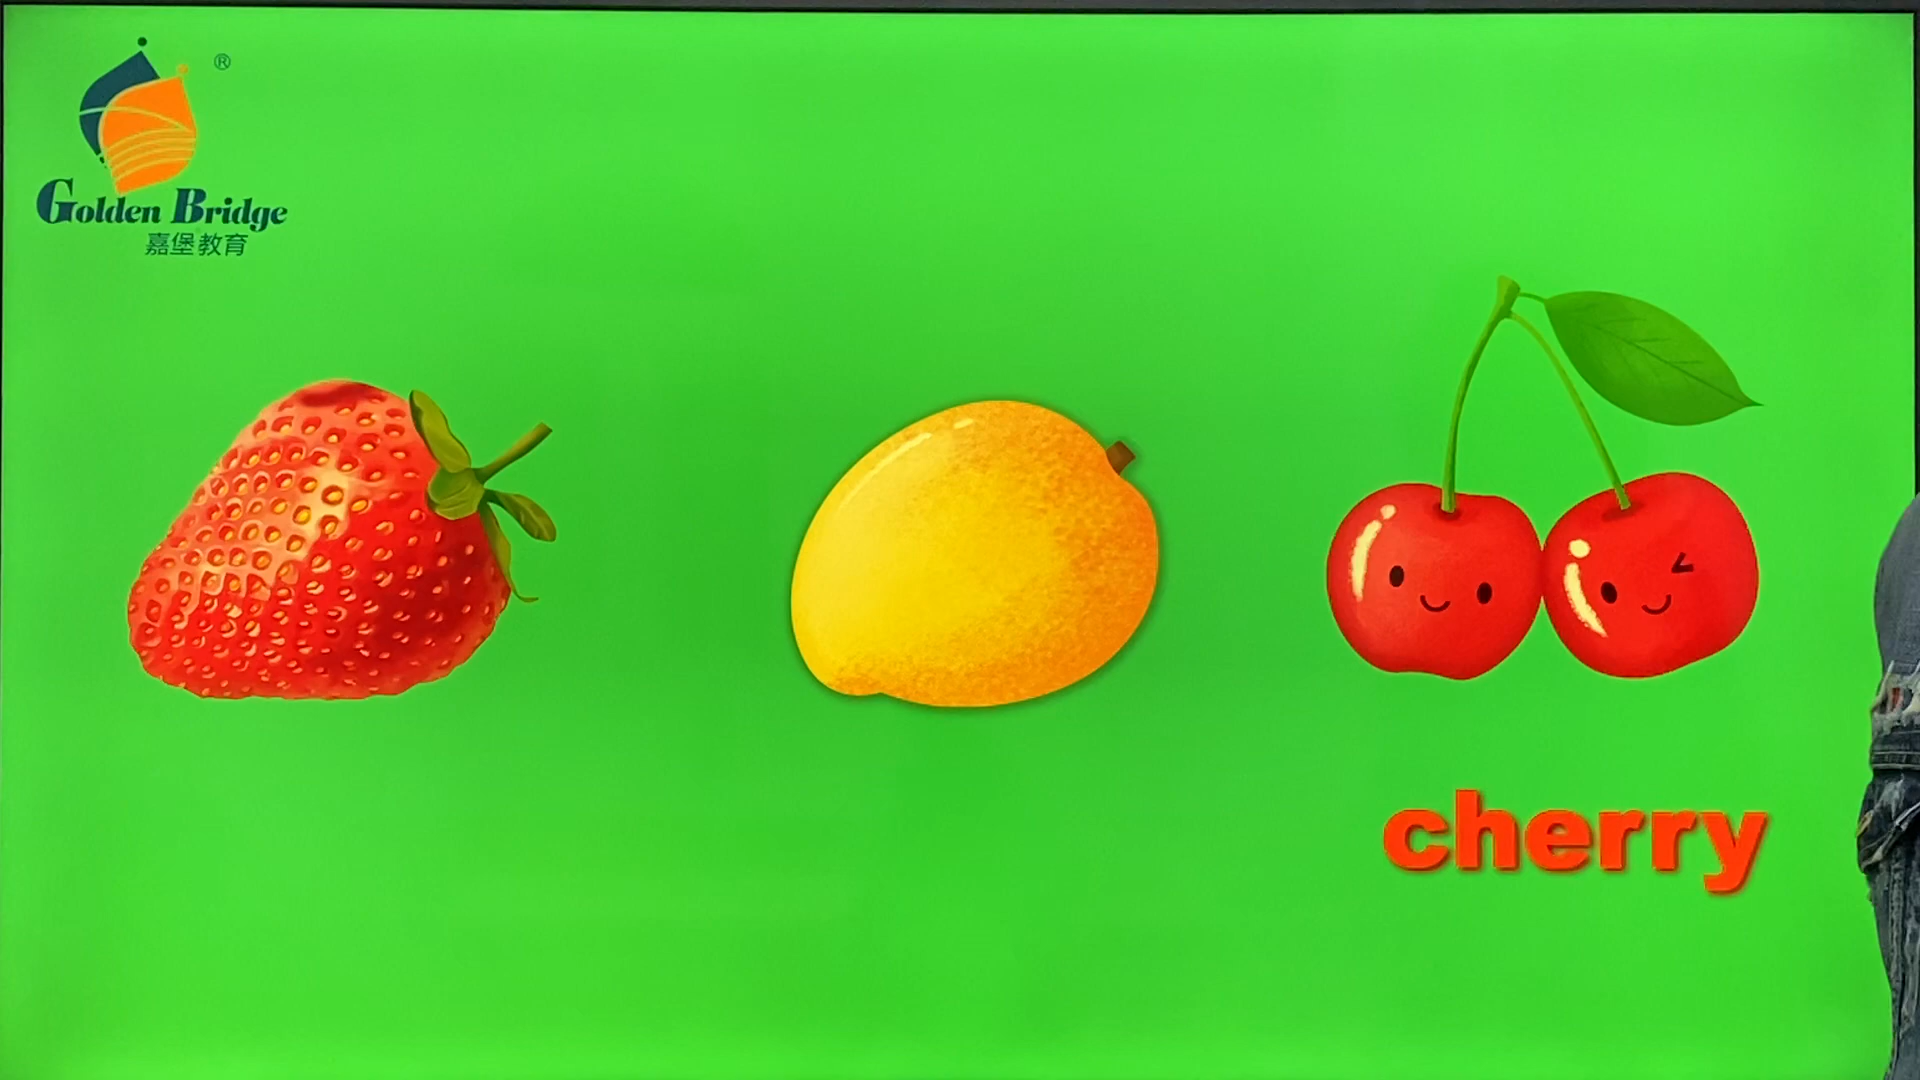 ®
Golden Bridge
嘉堡教育
cherry